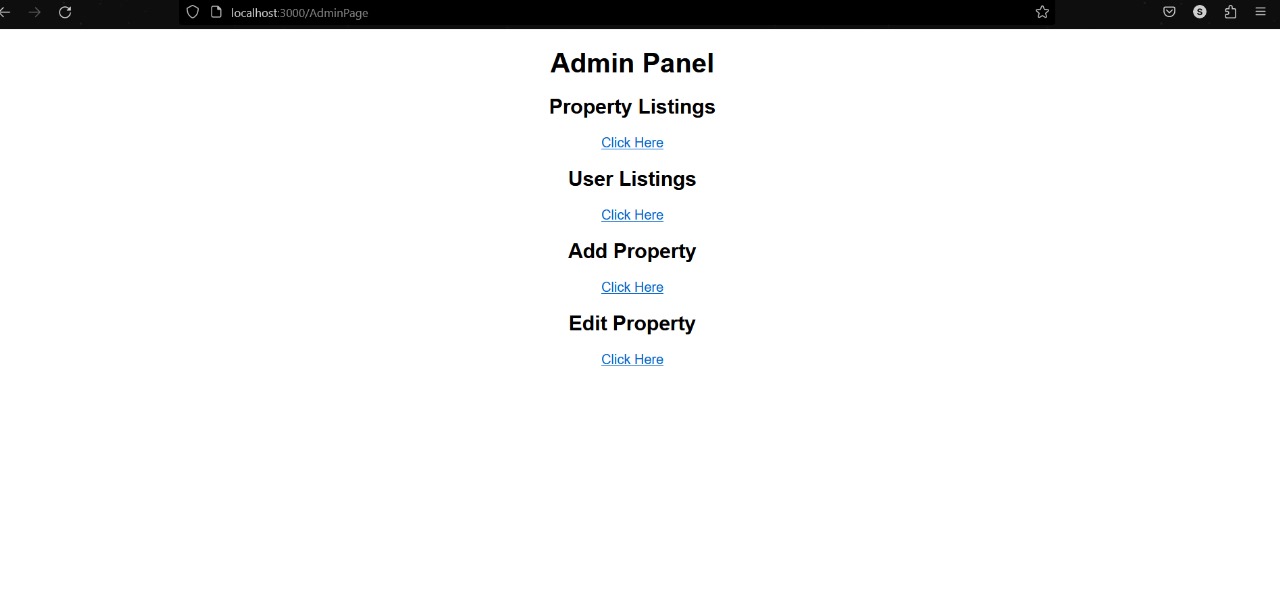 localhost:3000/AdminPage
S
Admin Panel
Property Listings
Click Here
User Listings
Click Here
Add Property
Click Here
Edit Property
Click Here